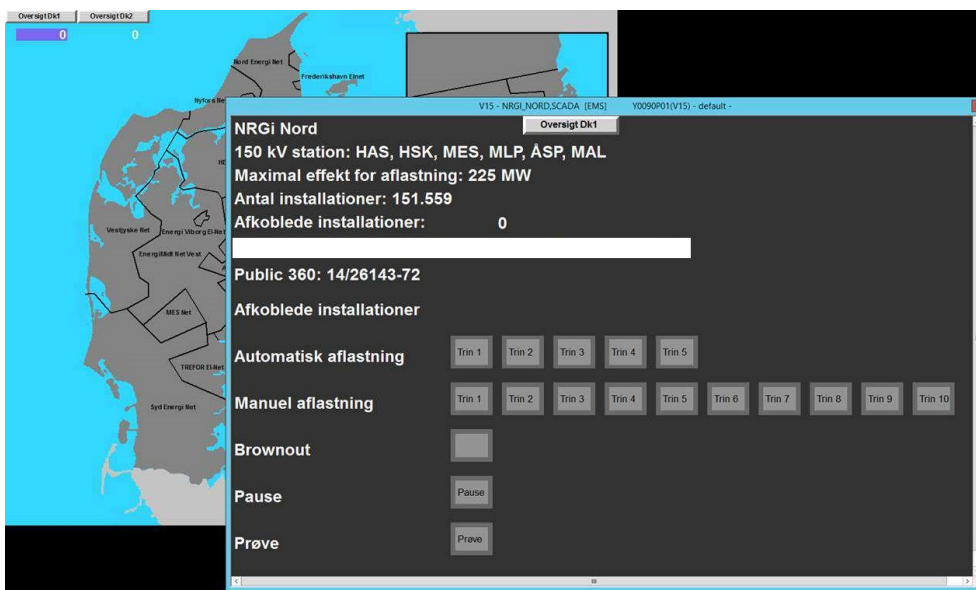 Oversigt Dk1 Oversigt Dk2
0 0
Nord Energi Net
Frederikshavn Elnet
Nyfors Ne
HE
Vestjyske Net
Energi Viborg El-Net
EnergiMidt Net Vest
MES Net
TREFOR El-Net
Syd Energi Net
V15 - NRGI_NORD,SCADA [EMS] Y0090P01(V15) - default -
NRGi Nord Oversigt Dk1
150 kV station: HAS, HSK, MES, MLP, ÅSP, MAL
Maximal effekt for aflastning: 225 MW
Antal installationer: 151.559
Afkoblede installationer: 0
Public 360: 14/26143-72
Afkoblede installationer
Automatisk aflastning Trin 1 Trin 2 Trin 3 Trin 4 Trin 5
Manuel aflastning Trin 1 Trin 2 Trin 3 Trin 4 Trin 5 Trin 6 Trin 7 Trin 8 Trin 9 Trin 10
Brownout
Pause Pause
Prøve Prøve